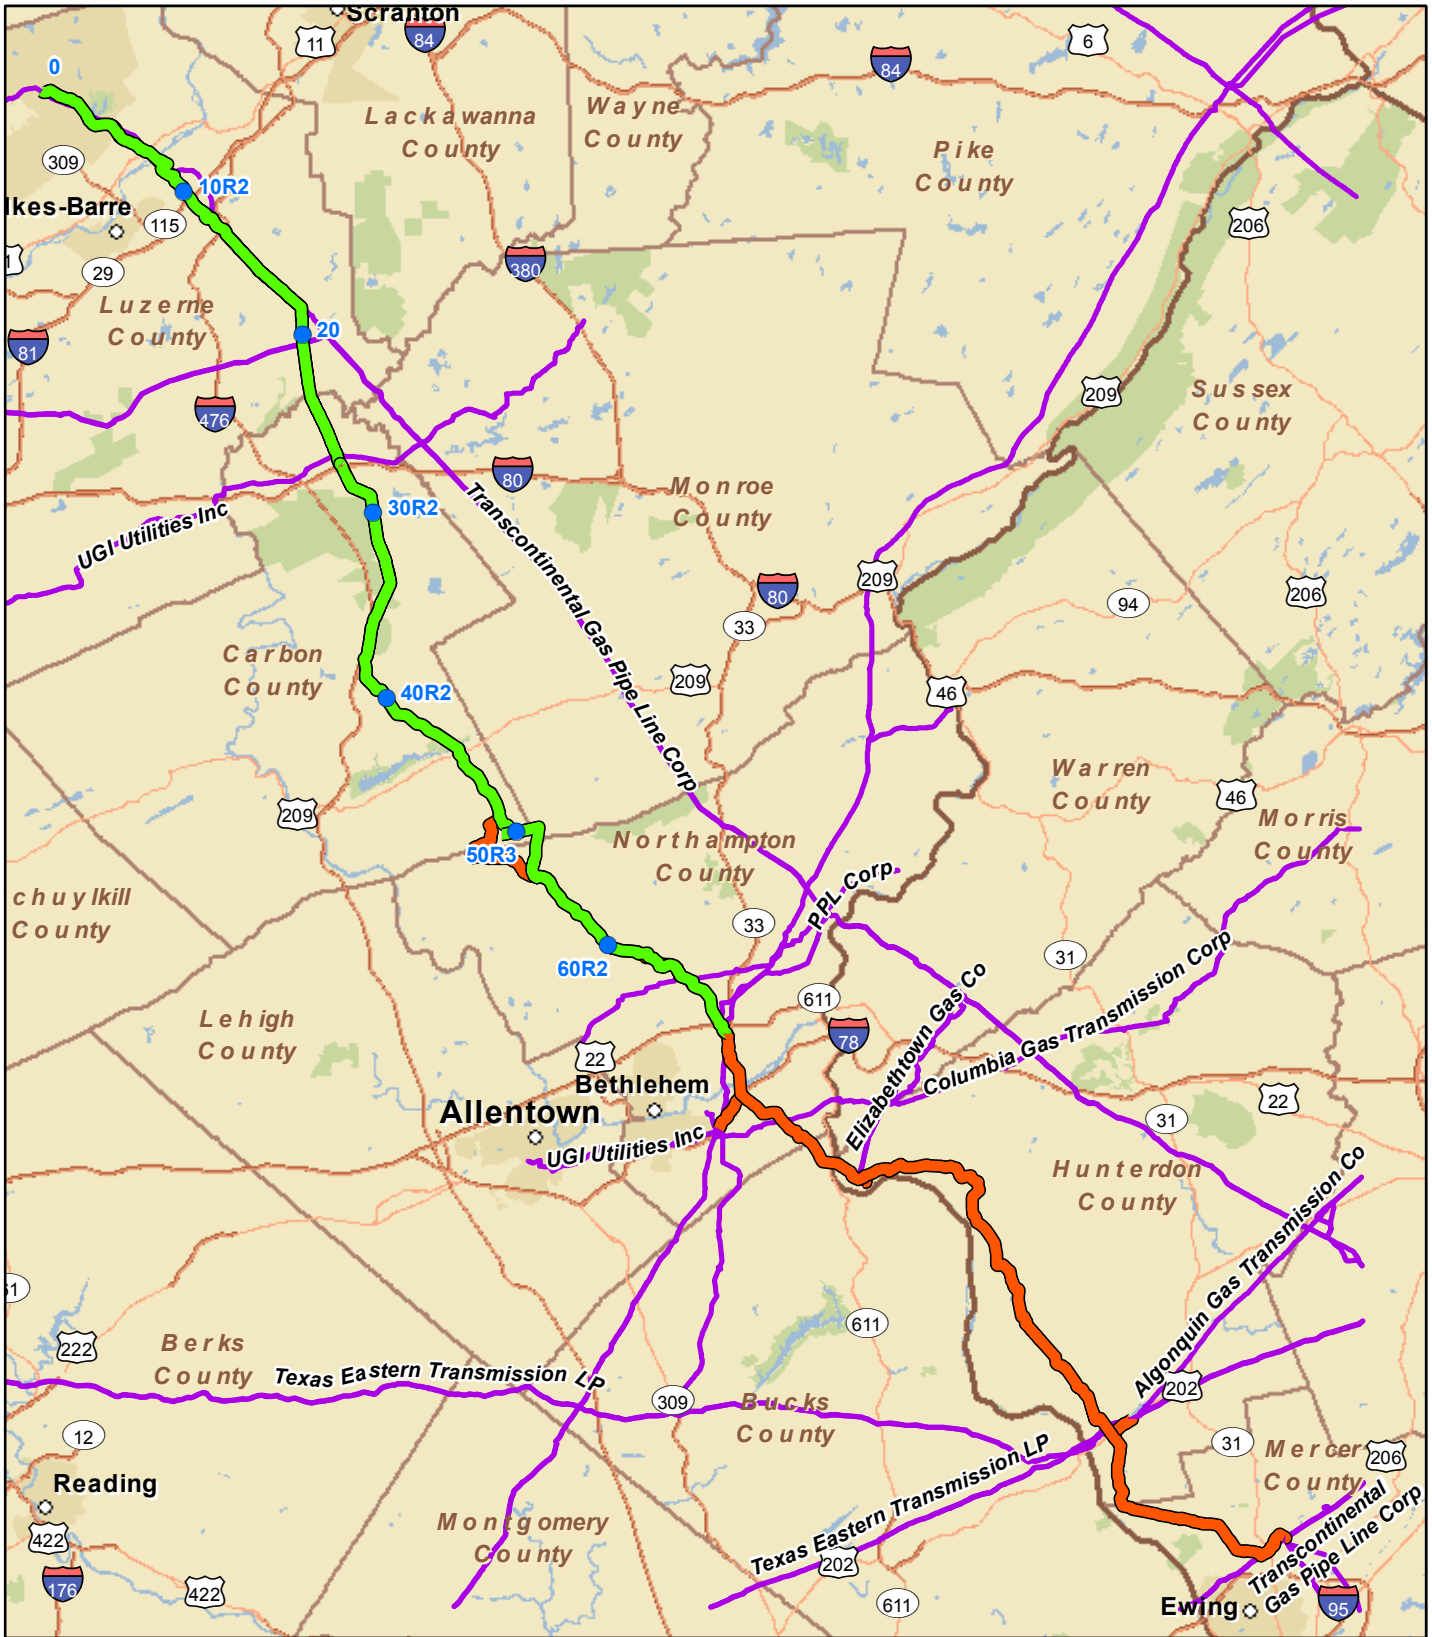 Scranton
0
11
84
6
84
Lackawanna
County
Wayne
County
Pike
County
309
10R2
lkes-Barre
115
206
1
29
380
Luzerne
County
20
81
476
209
Sussex
County
80
Monroe
County
30R2
UGI Utilities Inc
Transcontinental Gas Pipe Line Corp
209
80
206
94
33
Carbon
County
209
40R2
46
Warren
County
46
209
Morris
County
Northampton
County
50R3
PPL Corp
chuylkill
County
33
31
60R2
Columbia Gas Transmission Corp
Elizabethtown Gas Co
611
Lehigh
County
78
22
Bethlehem
22
Allentown
31
UGI Utilities Inc
Hunterdon
County
Algonquin Gas Transmission Co
61
611
222
Berks
County
Texas Eastern Transmission LP
202
309
Bucks
County
12
31
Mercer
County
206
Texas Eastern Transmission LP
Reading
Montgomery
County
422
202
Transcontinental
Gas Pipe Line Corp
176
422
611
Ewing
95